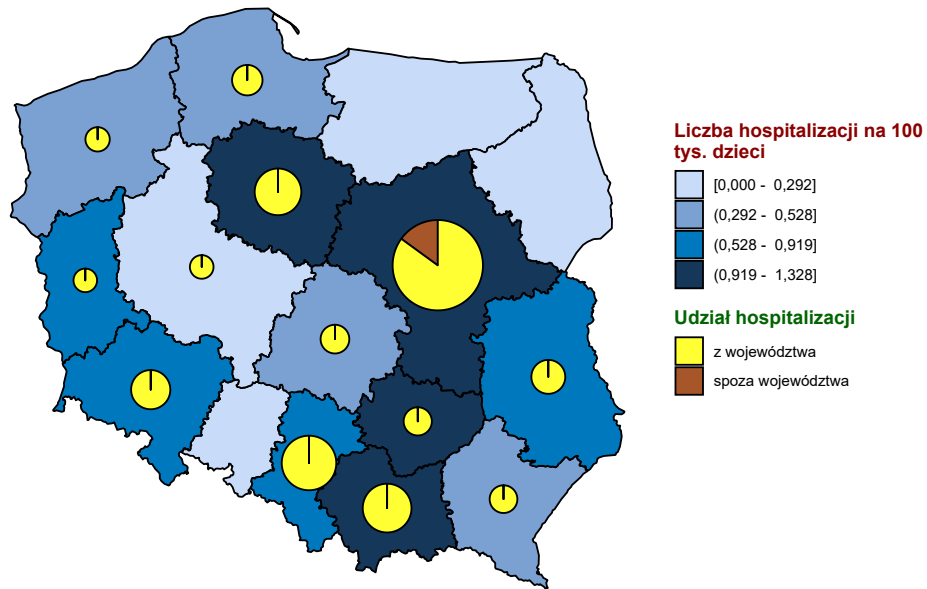 Liczba hospitalizacji na 100
tys. dzieci
[0,000 - 0,292]
(0,292 - 0,528]
(0,528 - 0,919]
(0,919 - 1,328]
Udział hospitalizacji
z województwa
spoza województwa